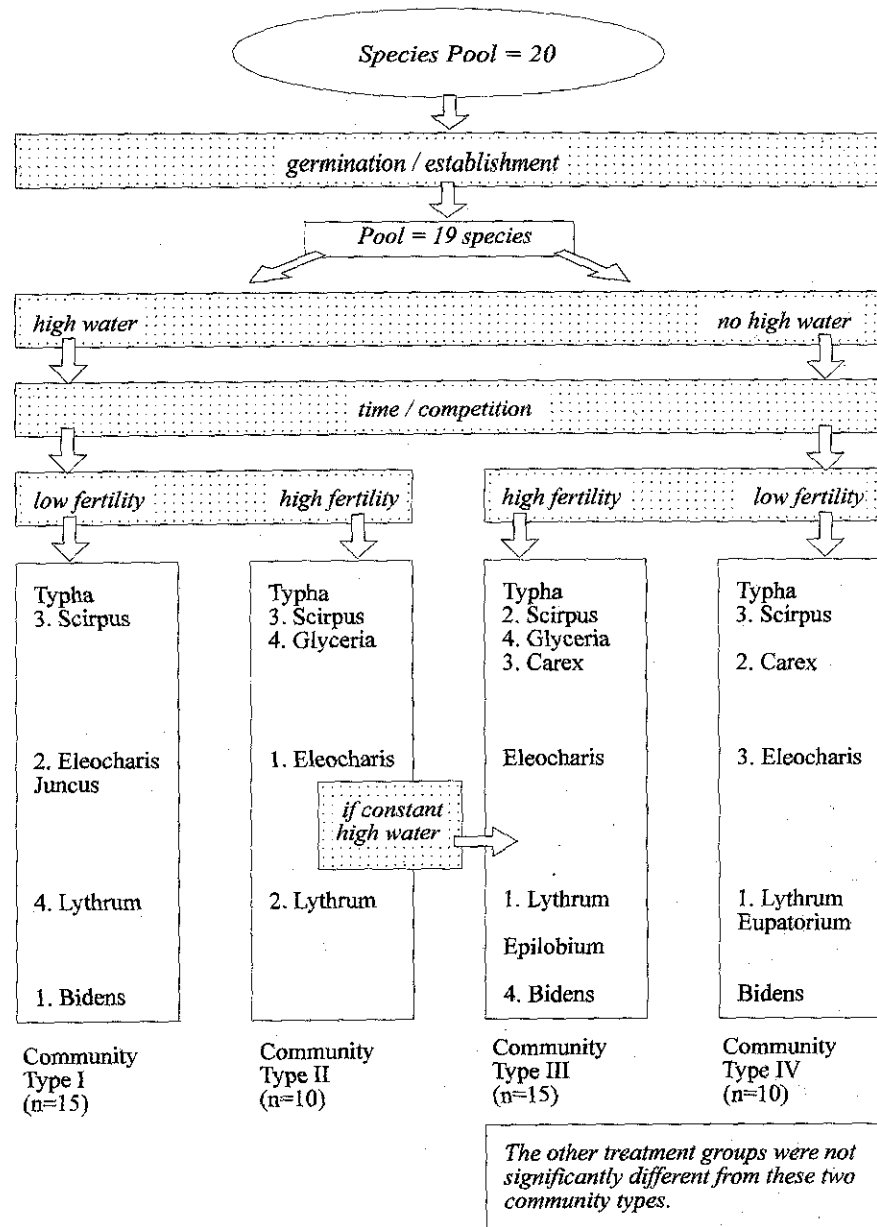 Species Pool = 20
germination / establishment
Pool = 19 species
high water
no high water
time / competition
low fertility
high fertility
high fertility
low fertility
Typha
3. Scirpus
2. Eleocharis
Juncus
4. Lythrum
1. Bidens
Community
Type I
(n=15)
Typha
3. Scirpus
4. Glyceria
1. Eleocharis
if constant
high water
2. Lythrum
Community
Type II
(n=10)
Typha
2. Scirpus
4. Glyceria
3. Carex
Eleocharis
1. Lythrum
Epilobium
4. Bidens
Community
Type III
(n=15)
Typha
3. Scirpus
2. Carex
3. Eleocharis
1. Lythrum
Eupatorium
Bidens
Community
Type IV
(n=10)
The other treatment groups were not
significantly different from these two
community types.